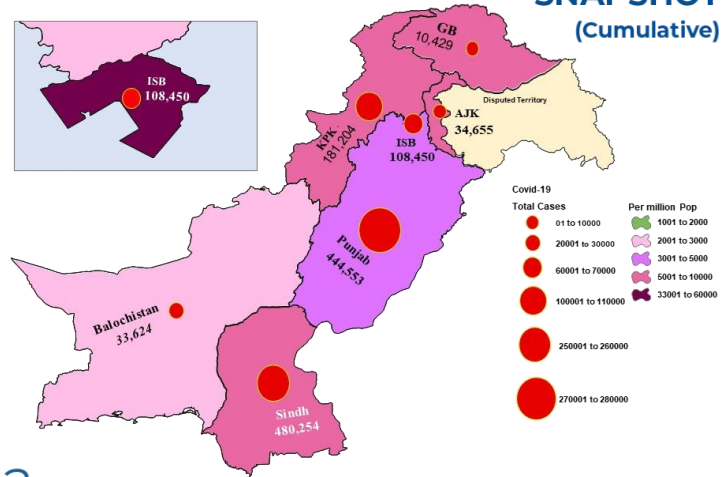 SNAPSHOT
(Cumulative)
ISB
108,450
GB
10,429
Disputed Territory
AJK
34,655
KPK
181,204
ISB
108,450
Punjab
444,553
Balochistan
33,624
Sindh
480,254
Covid-19
Total Cases
01 to 10000
20001 to 30000
60001 to 70000
100001 to 110000
250001 to 260000
270001 to 280000
Per million Pop
1001 to 2000
2001 to 3000
3001 to 5000
5001 to 10000
33001 to 60000